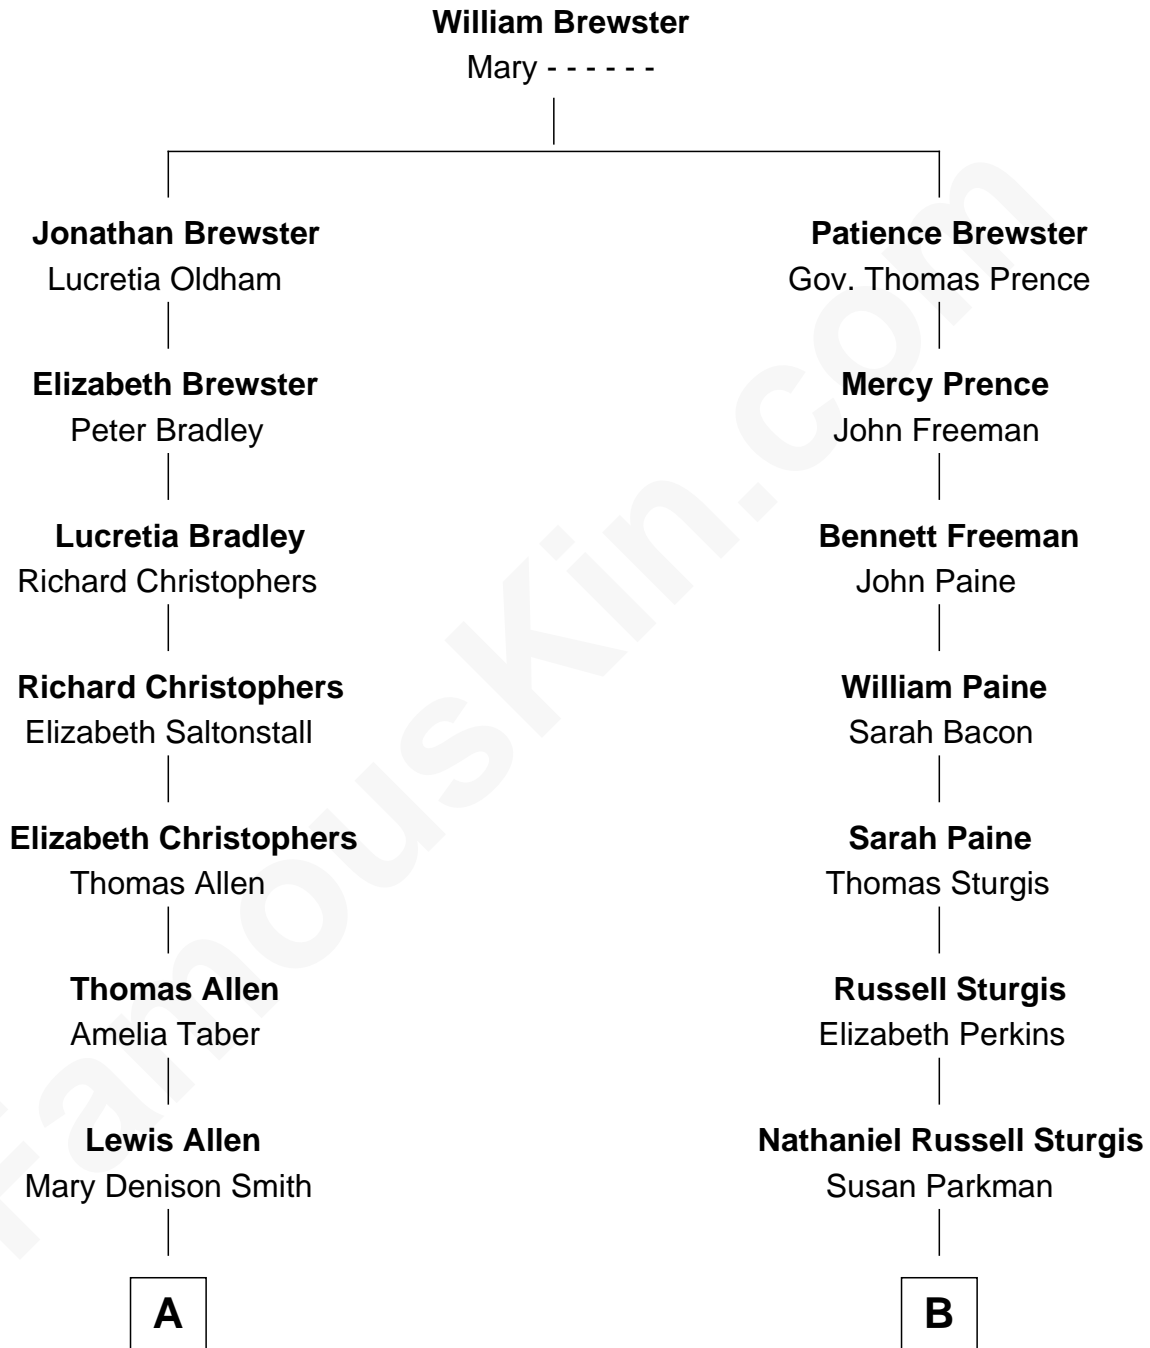 William Brewster
Mary - - - - - -
Jonathan Brewster
Lucretia Oldham
Patience Brewster
Gov. Thomas Prence
Elizabeth Brewster
Peter Bradley
Mercy Prence
John Freeman
Lucretia Bradley
Richard Christophers
Bennett Freeman
John Paine
Richard Christophers
Elizabeth Saltonstall
William Paine
Sarah Bacon
Elizabeth Christophers
Thomas Allen
Sarah Paine
Thomas Sturgis
Thomas Allen
Amelia Taber
Russell Sturgis
Elizabeth Perkins
Lewis Allen
Mary Denison Smith
Nathaniel Russell Sturgis
Susan Parkman
A
B
FamousKin.com